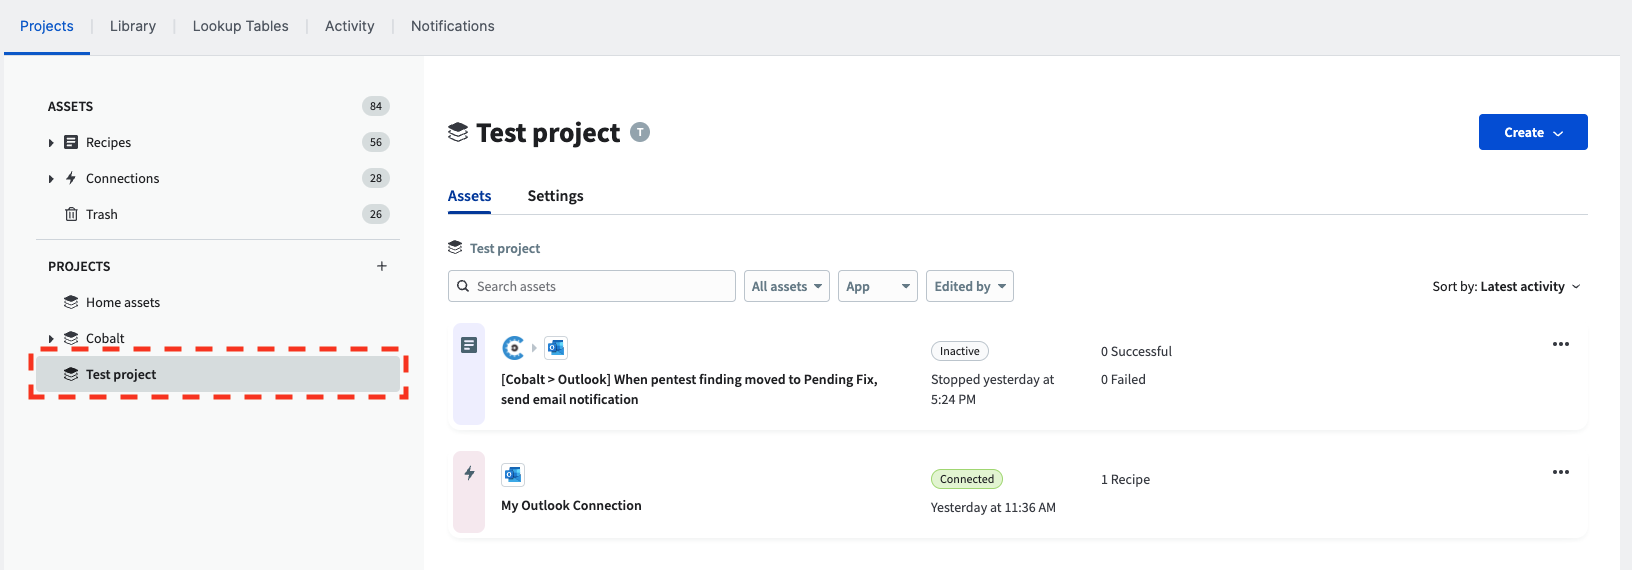 Projects | Library | Lookup Tables | Activity | Notifications
ASSETS 84
Recipes 56
Connections 28
Trash 26
PROJECTS +
Home assets
Cobalt
Test project
Test project T
Create
Assets Settings
Test project
Search assets All assets App Edited by Sort by: Latest activity
[Cobalt > Outlook] When pentest finding moved to Pending Fix,
send email notification
Inactive
Stopped yesterday at
5:24 PM
0 Successful
0 Failed
My Outlook Connection
Connected
Yesterday at 11:36 AM
1 Recipe